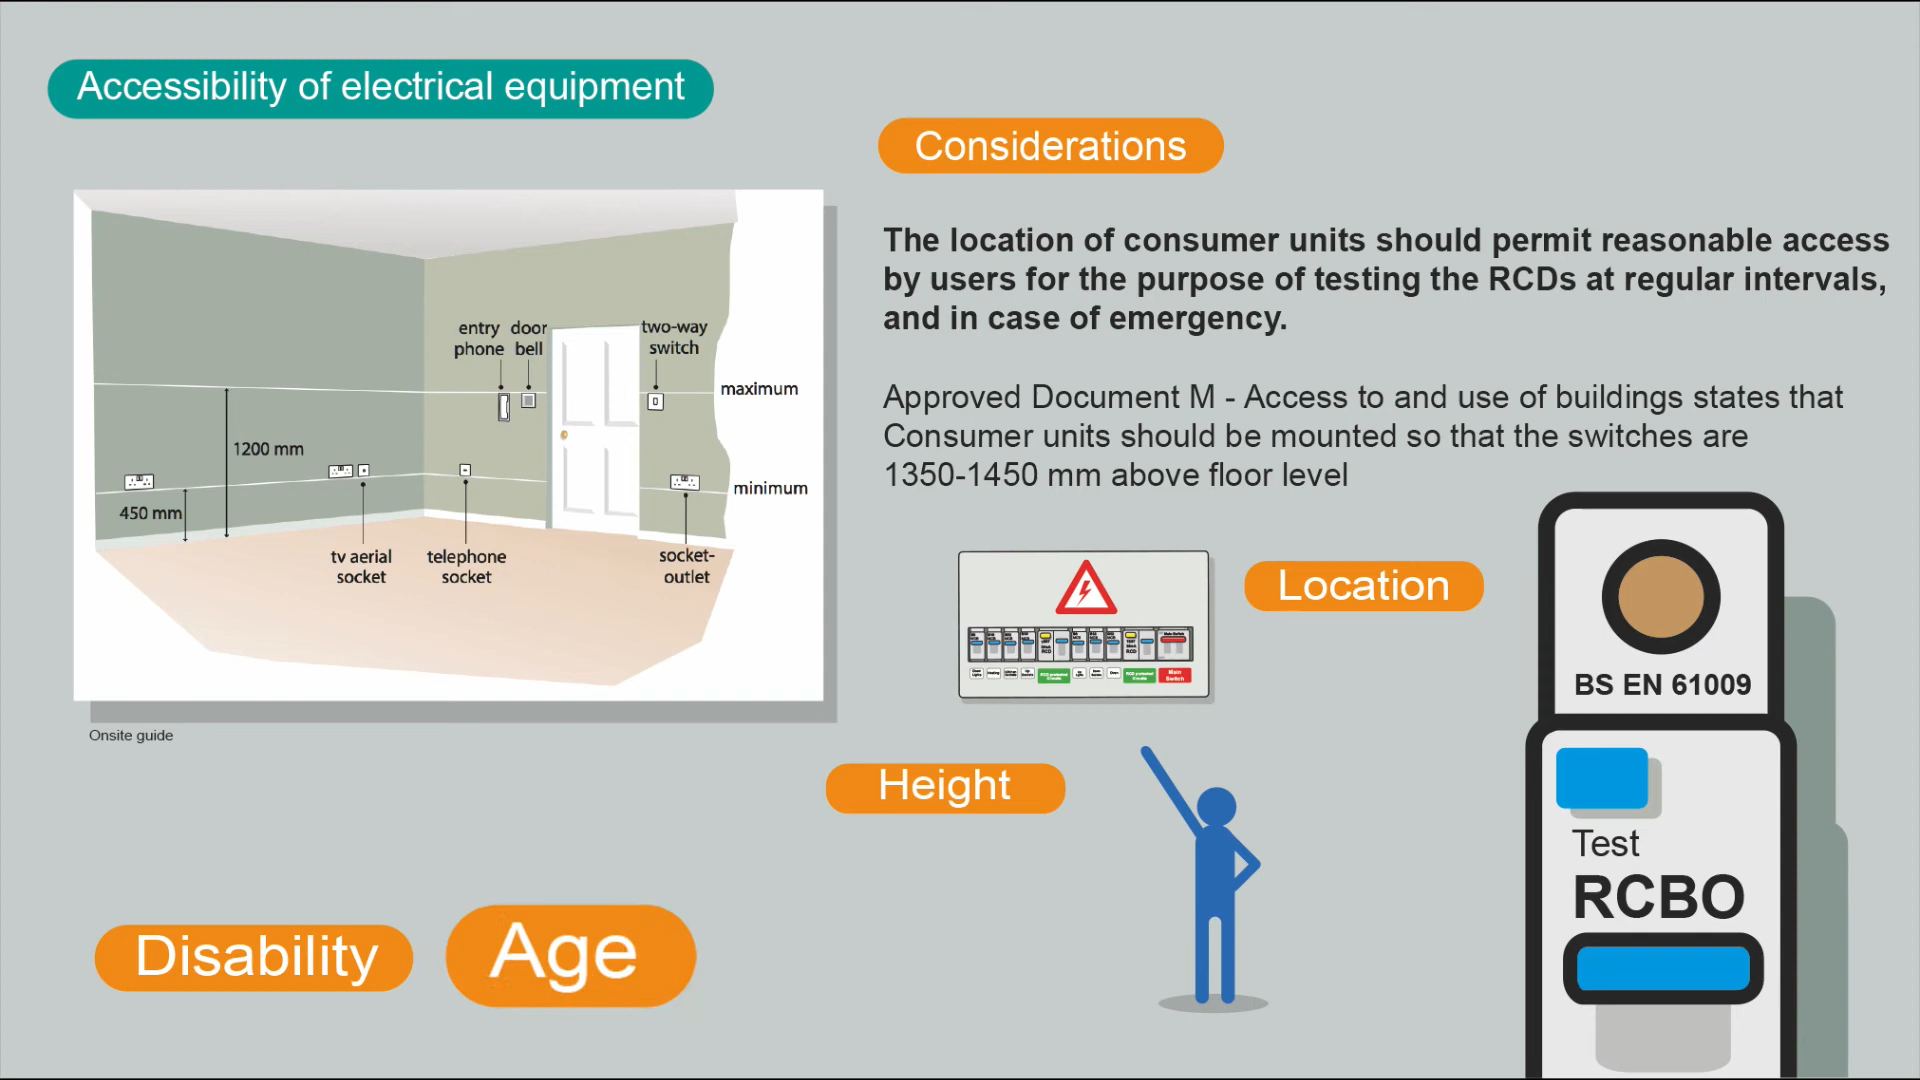 Accessibility of electrical equipment
Considerations
The location of consumer units should permit reasonable access
by users for the purpose of testing the RCDs at regular intervals,
and in case of emergency.
Approved Document M - Access to and use of buildings states that
Consumer units should be mounted so that the switches are
1350-1450 mm above floor level
entry
phone
door
bell
two-way
switch
maximum
1200 mm
minimum
450 mm
tv aerial
socket
telephone
socket
socket-
outlet
Onsite guide
Location
Main Switch
Main
Switch
BS EN 61009
Height
Test
RCBO
Disability
Age